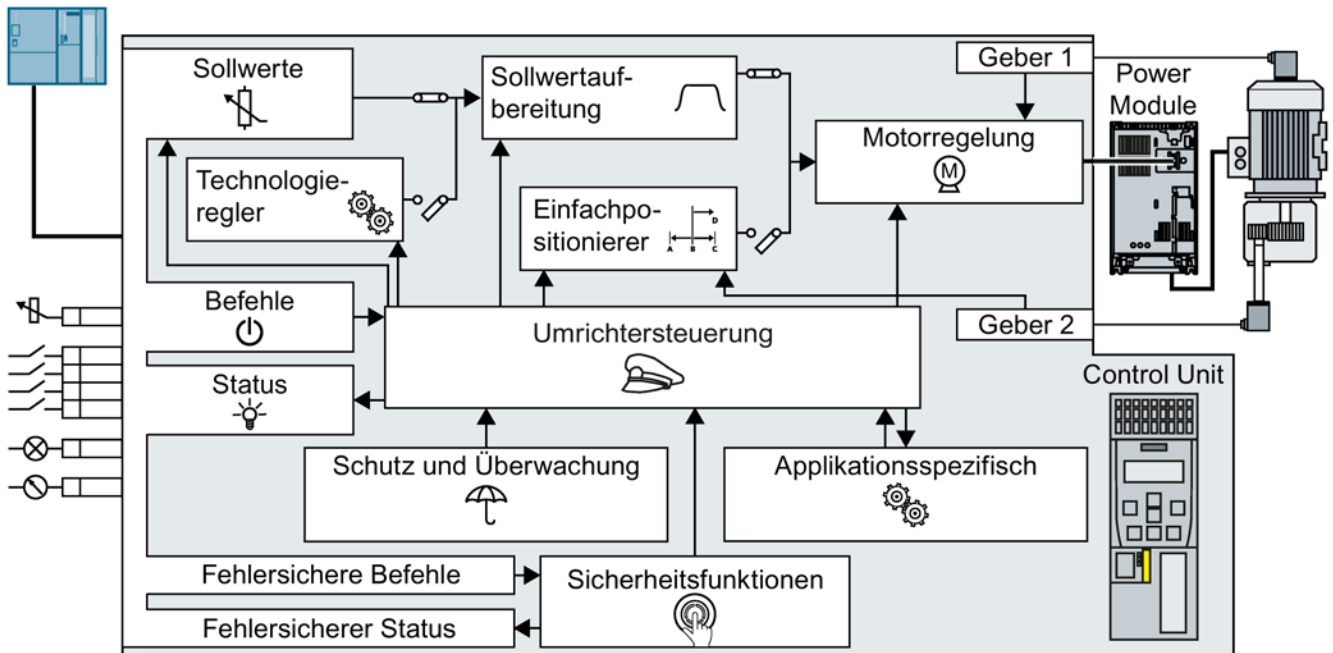 Sollwerte
Sollwertauf-
bereitung
Geber 1
Power
Module
Motorregelung
M
Technologie-
regler
Einfachpo-
sitionierer
D
A B C
Befehle
Umrichtersteuerung
Geber 2
Status
Control Unit
Schutz und Überwachung
Applikationsspezifisch
Fehlersichere Befehle
Sicherheitsfunktionen
Fehlersicherer Status